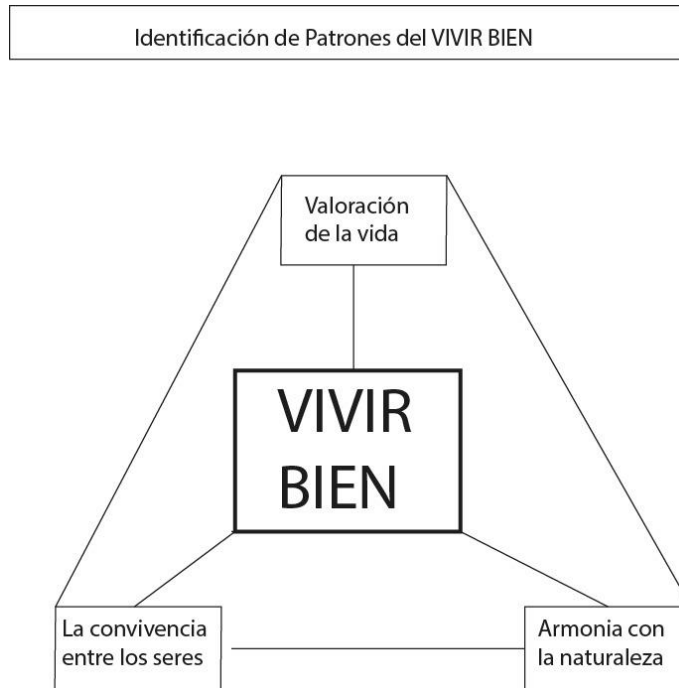 Identificación de Patrones del VIVIR BIEN
Valoración
de la vida
VIVIR
BIEN
La convivencia
entre los seres
Armonia con
la naturaleza